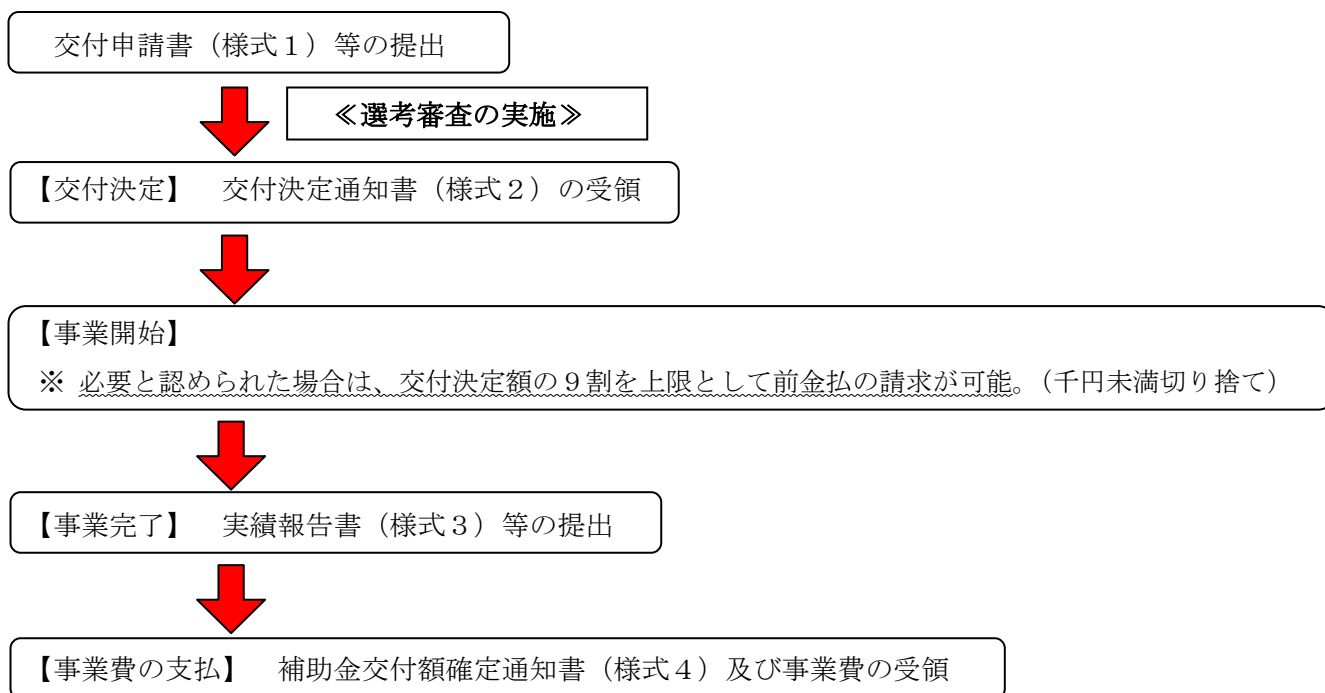 交付申請書（様式１）等の提出
≪選考審査の実施≫
【交付決定】　交付決定通知書（様式２）の受領
【事業開始】
※ 必要と認められた場合は、交付決定額の９割を上限として前金払の請求が可能。（千円未満切り捨て）
【事業完了】　実績報告書（様式３）等の提出
【事業費の支払】　補助金交付額確定通知書（様式４）及び事業費の受領